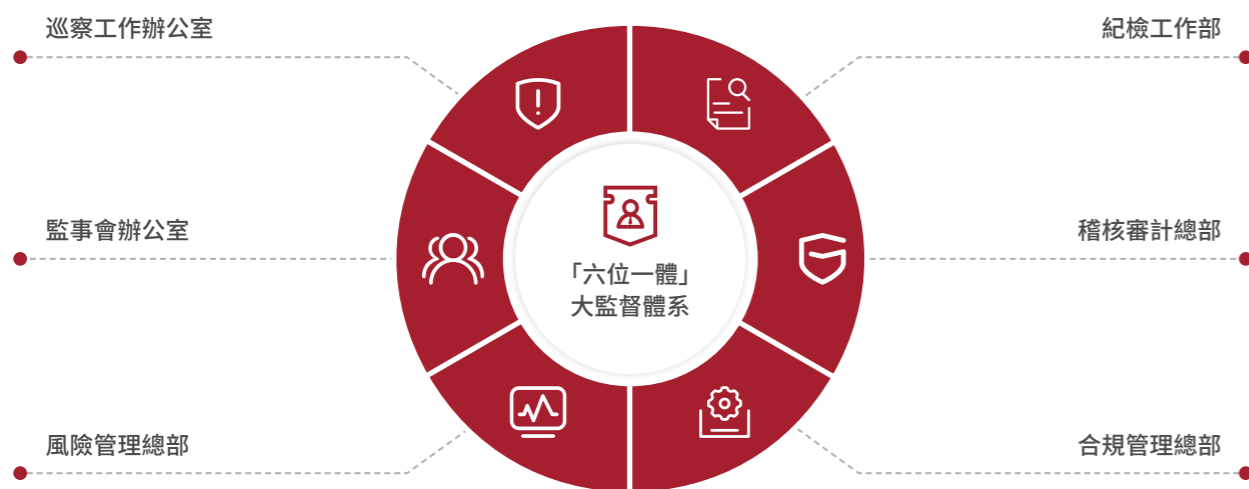 巡察工作辦公室
紀檢工作部
監事會辦公室
稽核審計總部
「六位一體」
大監督體系
風險管理總部
合規管理總部